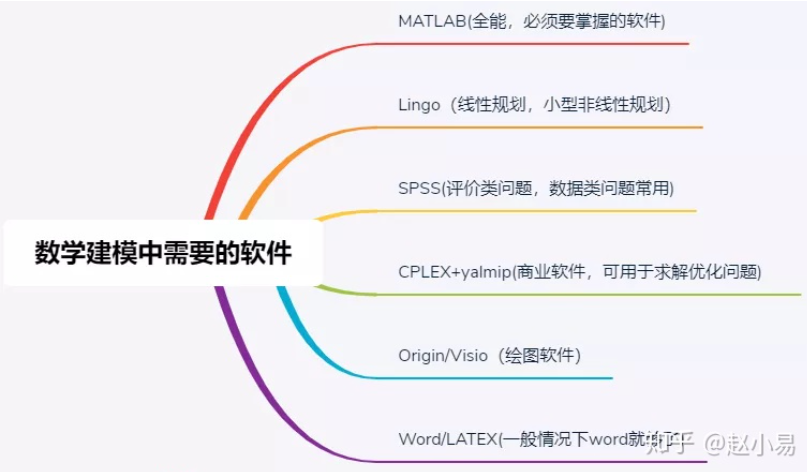 MATLAB(全能，必须要掌握的软件)
Lingo（线性规划，小型非线性规划）
SPSS(评价类问题，数据类问题常用)
数学建模中需要的软件
CPLEX+yalmip(商业软件，可用于求解优化问题)
Origin/Visio（绘图软件）
Word/LATEX(一般情况下word就
知乎 @赵小易